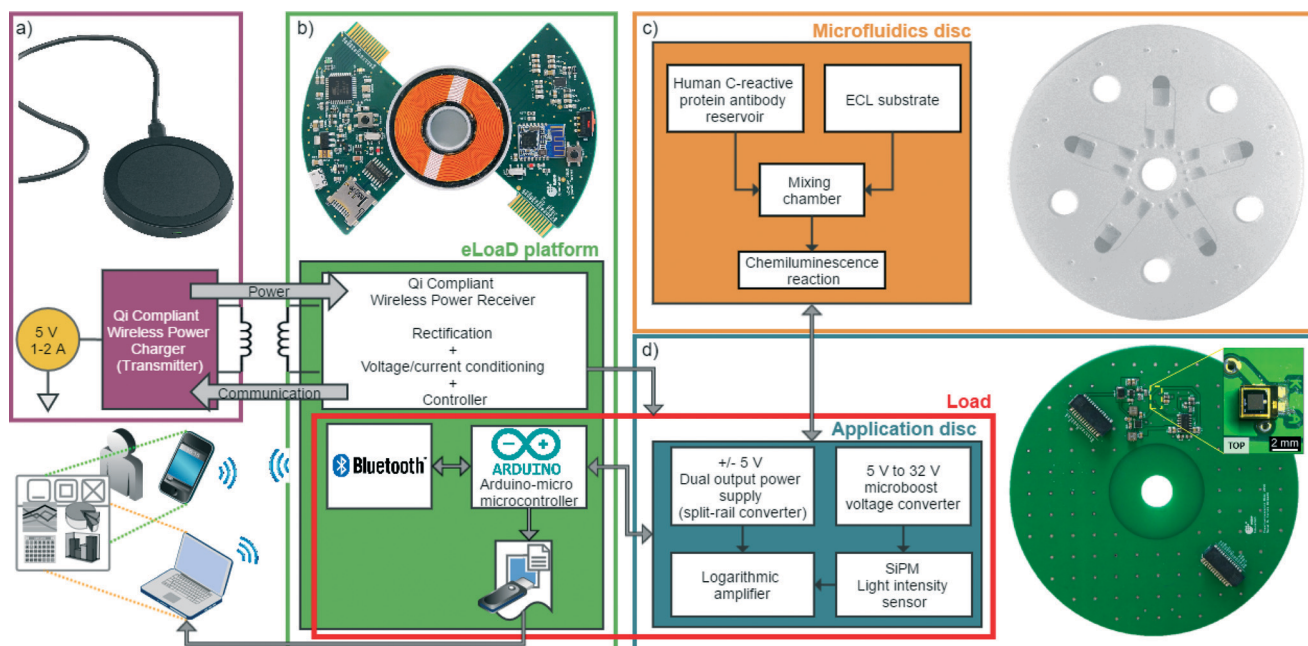 a)
b)
eLoaD platform
5 V
1-2 A
Qi Compliant
Wireless Power
Charger
(Transmitter)
Power
Communication
Qi Compliant
Wireless Power Receiver
Rectification
+
Voltage/current conditioning
+
Controller
Bluetooth™
ARDUINO
Arduino-micro
microcontroller
Load
c)
Microfluidics disc
Human C-reactive
protein antibody
reservoir
ECL substrate
Mixing
chamber
Chemiluminescence
reaction
d)
Application disc
+/- 5 V
Dual output power
supply
(split-rail converter)
5 V to 32 V
microboost
voltage converter
Logarithmic
amplifier
SiPM
Light intensity
sensor
TOP
2 mm